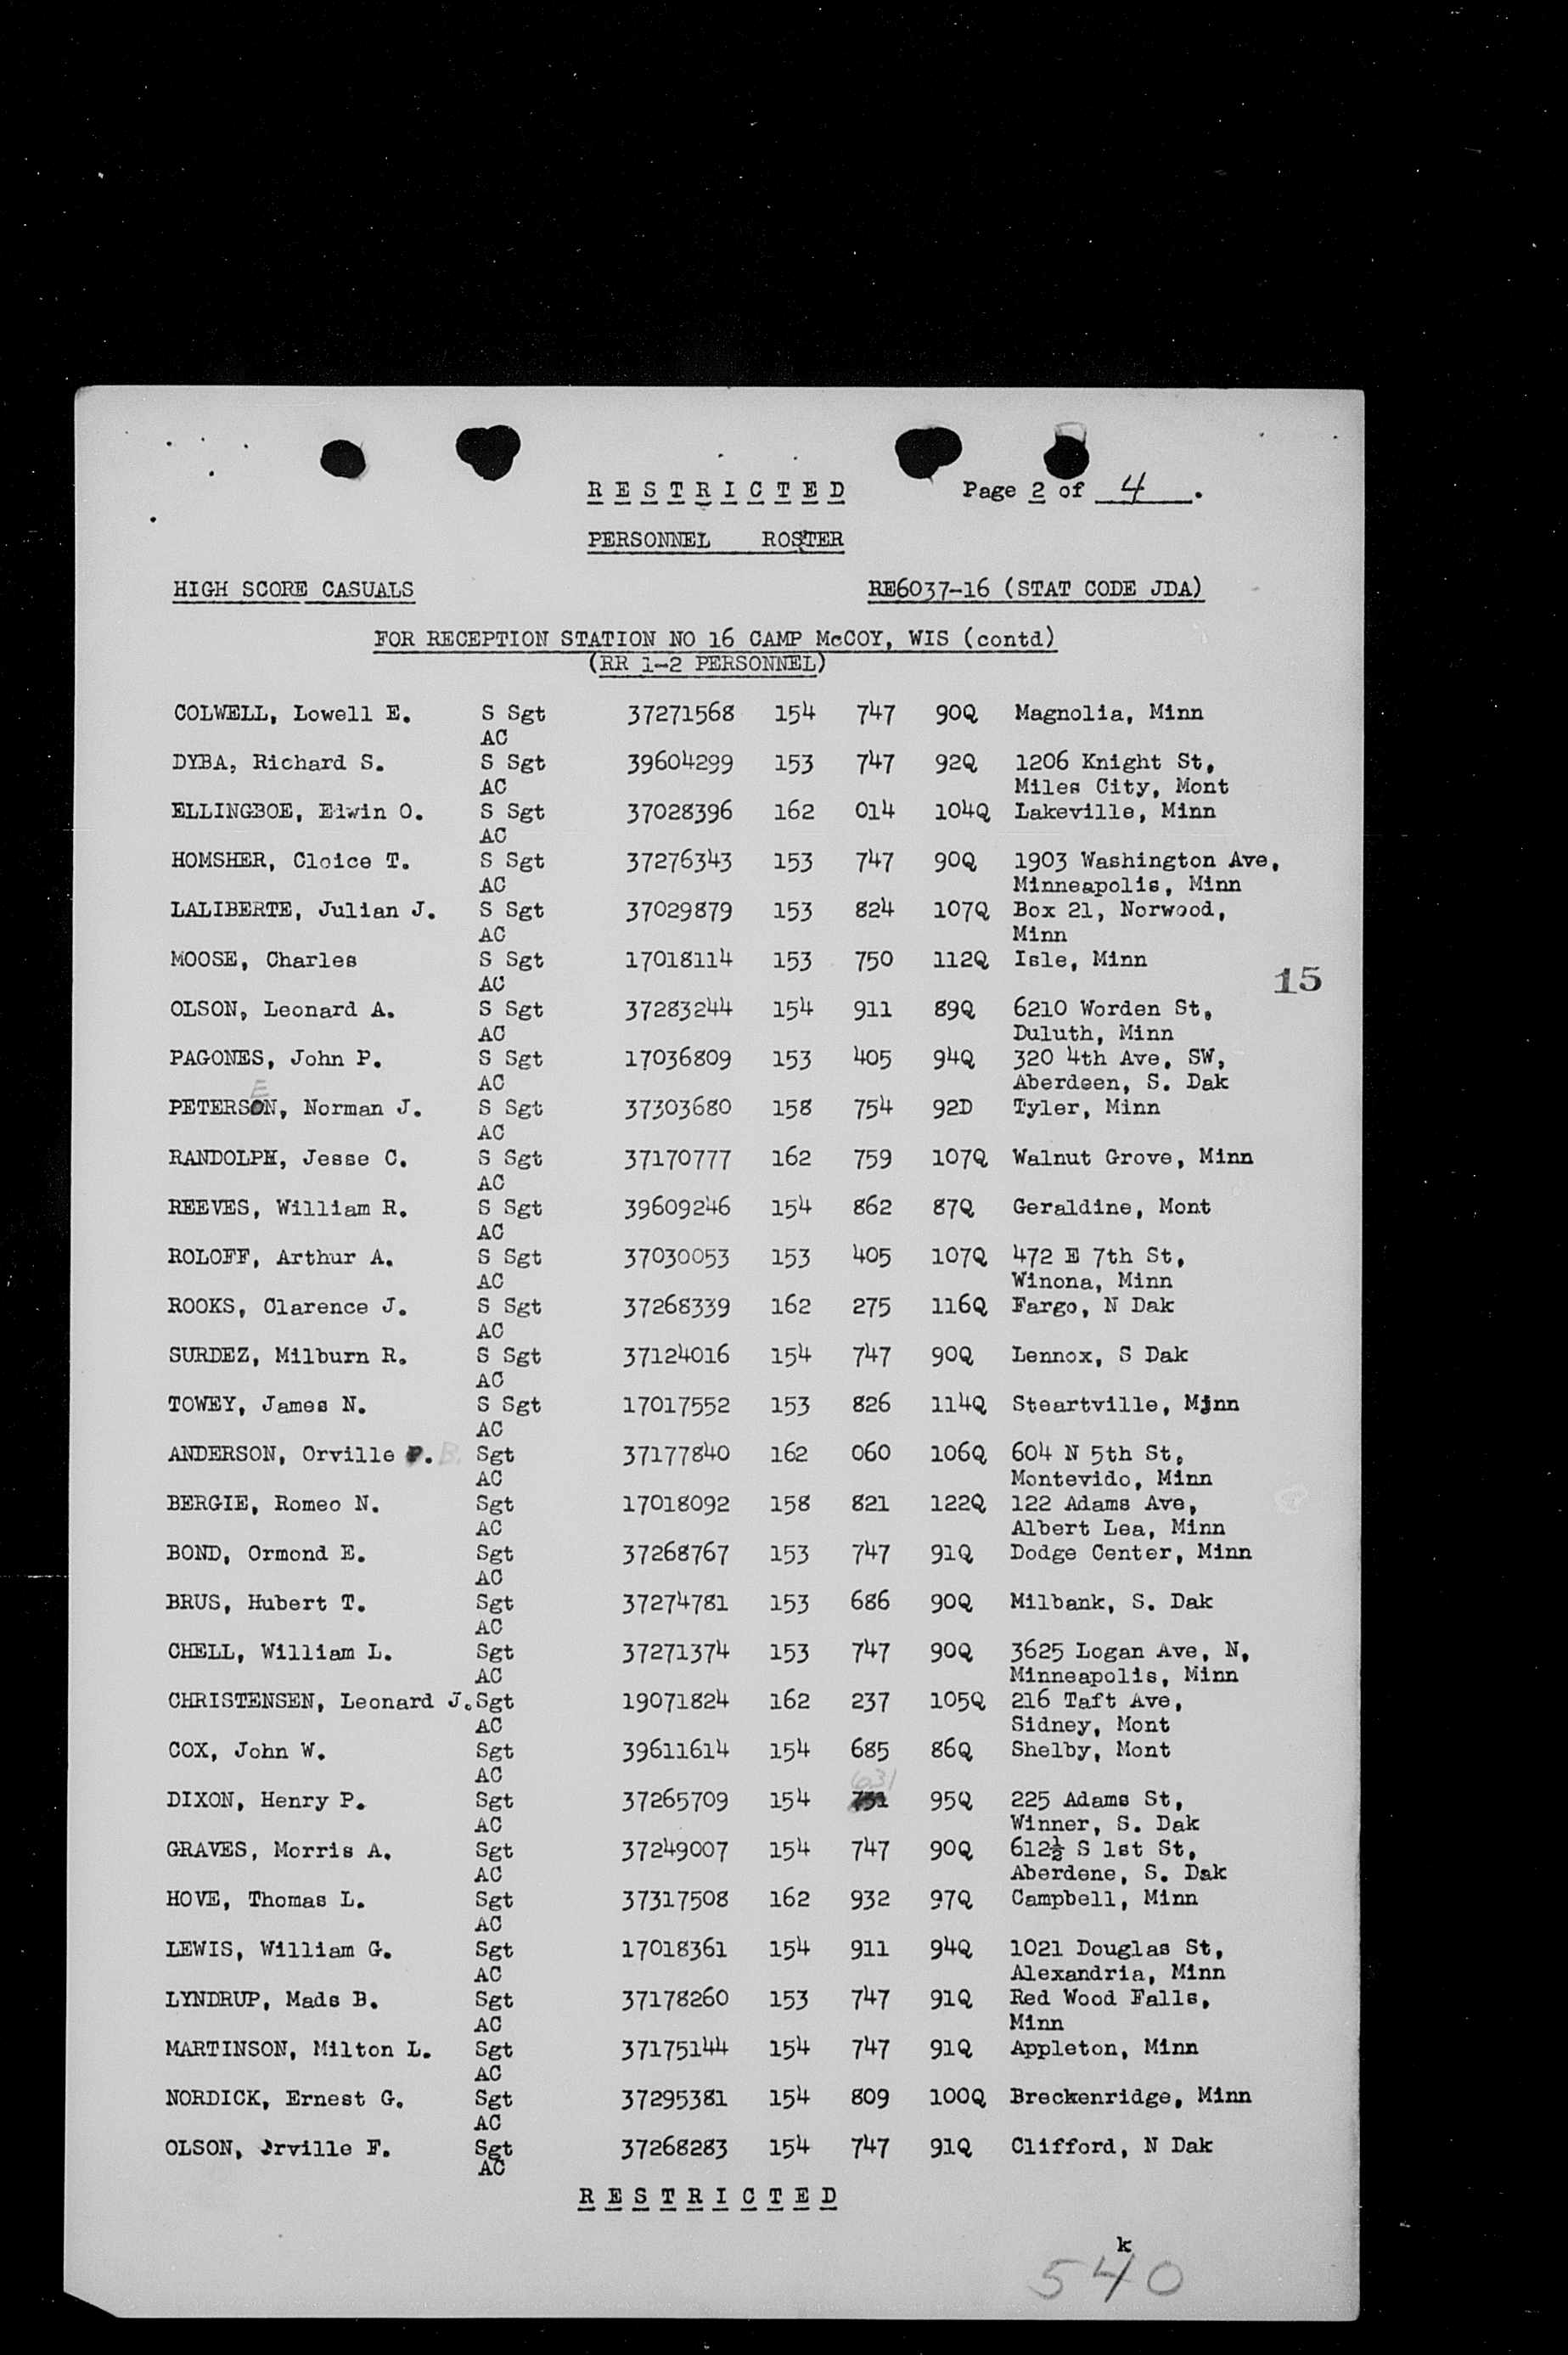 R E S T R I C T E D Page 2 of 4 .
PERSONNEL ROSTER
HIGH SCORE CASUALS RE6037-16 (STAT CODE JDA)
FOR RECEPTION STATION NO 16 CAMP McCOY, WIS (contd)
(RR 1-2 PERSONNEL)
COLWELL, Lowell E. S Sgt 37271568 154 747 90Q Magnolia, Minn
AC
DYBA, Richard S. S Sgt 39604299 153 747 92Q 1206 Knight St,
AC Miles City, Mont
ELLINGBOE, Edwin O. S Sgt 37028396 162 014 104Q Lakeville, Minn
AC
HOMSHER, Cloice T. S Sgt 37276343 153 747 90Q 1903 Washington Ave,
AC Minneapolis, Minn
LALIBERTE, Julian J. S Sgt 37029879 153 824 107Q Box 21, Norwood,
AC Minn
MOOSE, Charles S Sgt 17018114 153 750 112Q Isle, Minn
15
AC
OLSON, Leonard A. S Sgt 37283244 154 911 89Q 6210 Worden St,
AC Duluth, Minn
PAGONES, John P. S Sgt 17036809 153 405 94Q 320 4th Ave, SW,
AC Aberdeen, S. Dak
E
PETERSON, Norman J. S Sgt 37303680 158 754 92D Tyler, Minn
AC
RANDOLPH, Jesse C. S Sgt 37170777 162 759 107Q Walnut Grove, Minn
AC
REEVES, William R. S Sgt 39609246 154 862 87Q Geraldine, Mont
AC
ROLOFF, Arthur A. S Sgt 37030053 153 405 107Q 472 E 7th St,
AC Winona, Minn
ROOKS, Clarence J. S Sgt 37268339 162 275 116Q Fargo, N Dak
AC
SURDEZ, Milburn R. S Sgt 37124016 154 747 90Q Lennox, S Dak
AC
TOWEY, James N. S Sgt 17017552 153 826 114Q Steartville, Minn
AC
ANDERSON, Orville P. B. Sgt 37177840 162 060 106Q 604 N 5th St,
AC Montevido, Minn
BERGIE, Romeo N. Sgt 17018092 158 821 122Q 122 Adams Ave,
AC Albert Lea, Minn
BOND, Ormond E. Sgt 37268767 153 747 91Q Dodge Center, Minn
AC
BRUS, Hubert T. Sgt 37274781 153 686 90Q Milbank, S. Dak
AC
CHELL, William L. Sgt 37271374 153 747 90Q 3625 Logan Ave, N,
AC Minneapolis, Minn
CHRISTENSEN, Leonard J. Sgt 19071824 162 237 105Q 216 Taft Ave,
AC Sidney, Mont
COX, John W. Sgt 39611614 154 685 86Q Shelby, Mont
AC 631
DIXON, Henry P. Sgt 37265709 154 731 95Q 225 Adams St,
AC Winner, S. Dak
GRAVES, Morris A. Sgt 37249007 154 747 90Q 612½ S 1st St,
AC Aberdene, S. Dak
HOVE, Thomas L. Sgt 37317508 162 932 97Q Campbell, Minn
AC
LEWIS, William G. Sgt 17018361 154 911 94Q 1021 Douglas St,
AC Alexandria, Minn
LYNDRUP, Mads B. Sgt 37178260 153 747 91Q Red Wood Falls,
AC Minn
MARTINSON, Milton L. Sgt 37175144 154 747 91Q Appleton, Minn
AC
NORDICK, Ernest G. Sgt 37295381 154 809 100Q Breckenridge, Minn
AC
OLSON, Orville F. Sgt 37268283 154 747 91Q Clifford, N Dak
AC
R E S T R I C T E D
k
540